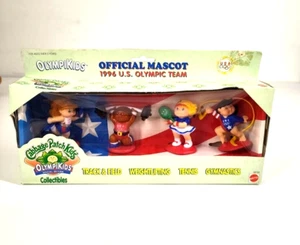 OLYMPIKIDS
OFFICIAL MASCOT
1996 U.S. OLYMPIC TEAM
Cabbage Patch Kids
OLYMPIKIDS
Collectibles
TRACK & FIELD WEIGHTLIFTING TENNIS GYMNASTICS